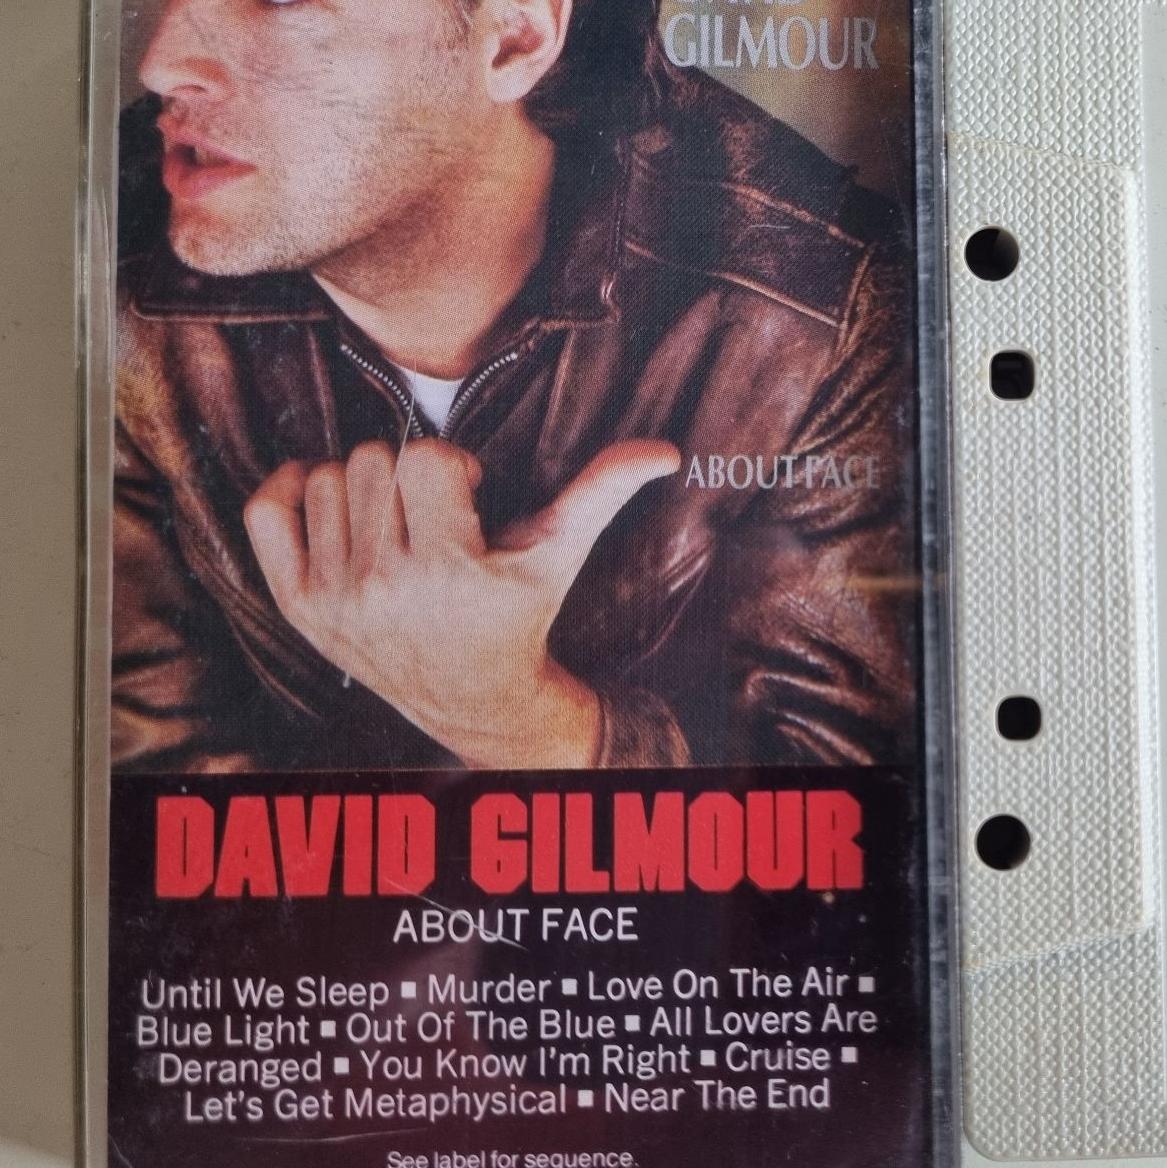 GILMOUR
ABOUT FACE
DAVID GILMOUR
ABOUT FACE
Until We Sleep ▪ Murder ▪ Love On The Air ▪
Blue Light ▪ Out Of The Blue ▪ All Lovers Are
Deranged ▪ You Know I'm Right ▪ Cruise ▪
Let's Get Metaphysical ▪ Near The End
See label for sequence.